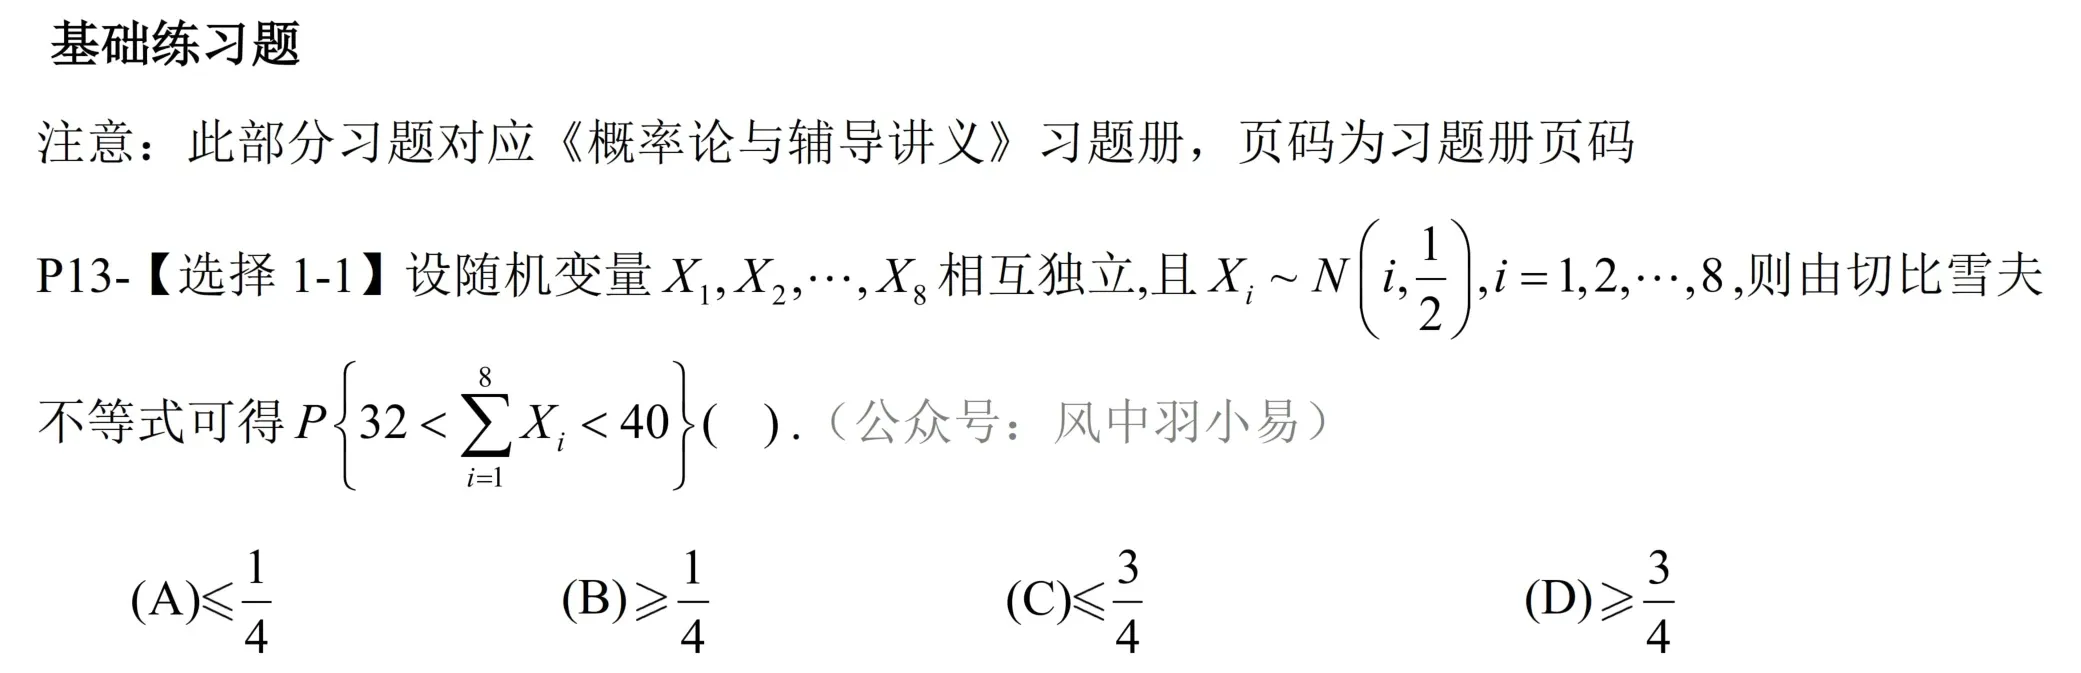 基础练习题
注意：此部分习题对应《概率论与辅导讲义》习题册，页码为习题册页码
P13-【选择 1-1】设随机变量 $X_1, X_2, \cdots, X_8$ 相互独立,且 $X_i \sim N\left(i, \frac{1}{2}\right), i = 1, 2, \cdots, 8$ ,则由切比雪夫
不等式可得 $P\left\{32 < \sum_{i=1}^{8} X_i < 40\right\}$ (   ) .（公众号：风中羽小易）
(A)⩽$\frac{1}{4}$ (B)⩾$\frac{1}{4}$ (C)⩽$\frac{3}{4}$ (D)⩾$\frac{3}{4}$